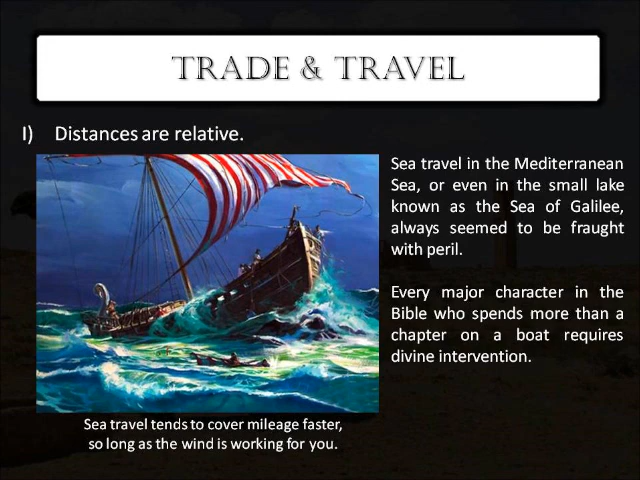 TRADE & TRAVEL
I) Distances are relative.
Sea travel in the Mediterranean
Sea, or even in the small lake
known as the Sea of Galilee,
always seemed to be fraught
with peril.
Every major character in the
Bible who spends more than a
chapter on a boat requires
divine intervention.
Sea travel tends to cover mileage faster,
so long as the wind is working for you.